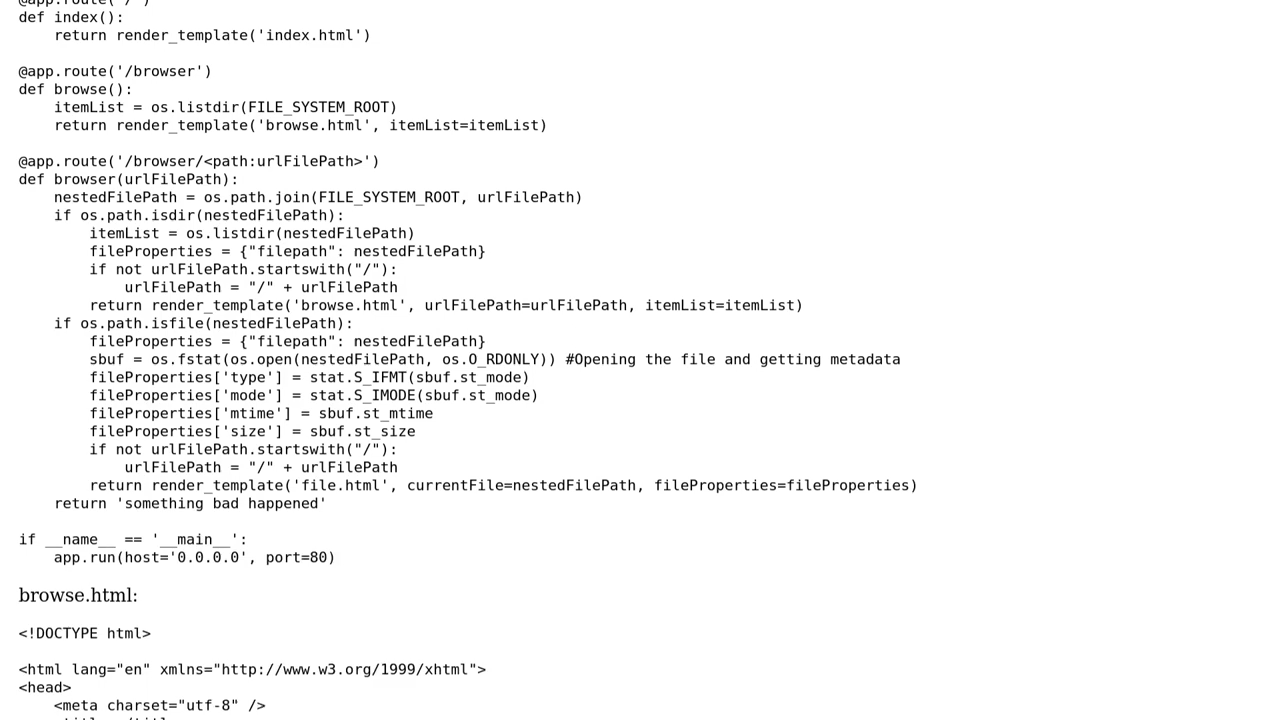 @app.route('/')
def index():
    return render_template('index.html')

@app.route('/browser')
def browse():
    itemList = os.listdir(FILE_SYSTEM_ROOT)
    return render_template('browse.html', itemList=itemList)

@app.route('/browser/<path:urlFilePath>')
def browser(urlFilePath):
    nestedFilePath = os.path.join(FILE_SYSTEM_ROOT, urlFilePath)
    if os.path.isdir(nestedFilePath):
        itemList = os.listdir(nestedFilePath)
        fileProperties = {"filepath": nestedFilePath}
        if not urlFilePath.startswith("/"):
            urlFilePath = "/" + urlFilePath
        return render_template('browse.html', urlFilePath=urlFilePath, itemList=itemList)
    if os.path.isfile(nestedFilePath):
        fileProperties = {"filepath": nestedFilePath}
        sbuf = os.fstat(os.open(nestedFilePath, os.O_RDONLY)) #Opening the file and getting metadata
        fileProperties['type'] = stat.S_IFMT(sbuf.st_mode)
        fileProperties['mode'] = stat.S_IMODE(sbuf.st_mode)
        fileProperties['mtime'] = sbuf.st_mtime
        fileProperties['size'] = sbuf.st_size
        if not urlFilePath.startswith("/"):
            urlFilePath = "/" + urlFilePath
        return render_template('file.html', currentFile=nestedFilePath, fileProperties=fileProperties)
    return 'something bad happened'

if __name__ == '__main__':
    app.run(host='0.0.0.0', port=80)

browse.html:

<!DOCTYPE html>

<html lang="en" xmlns="http://www.w3.org/1999/xhtml">
<head>
    <meta charset="utf-8" />